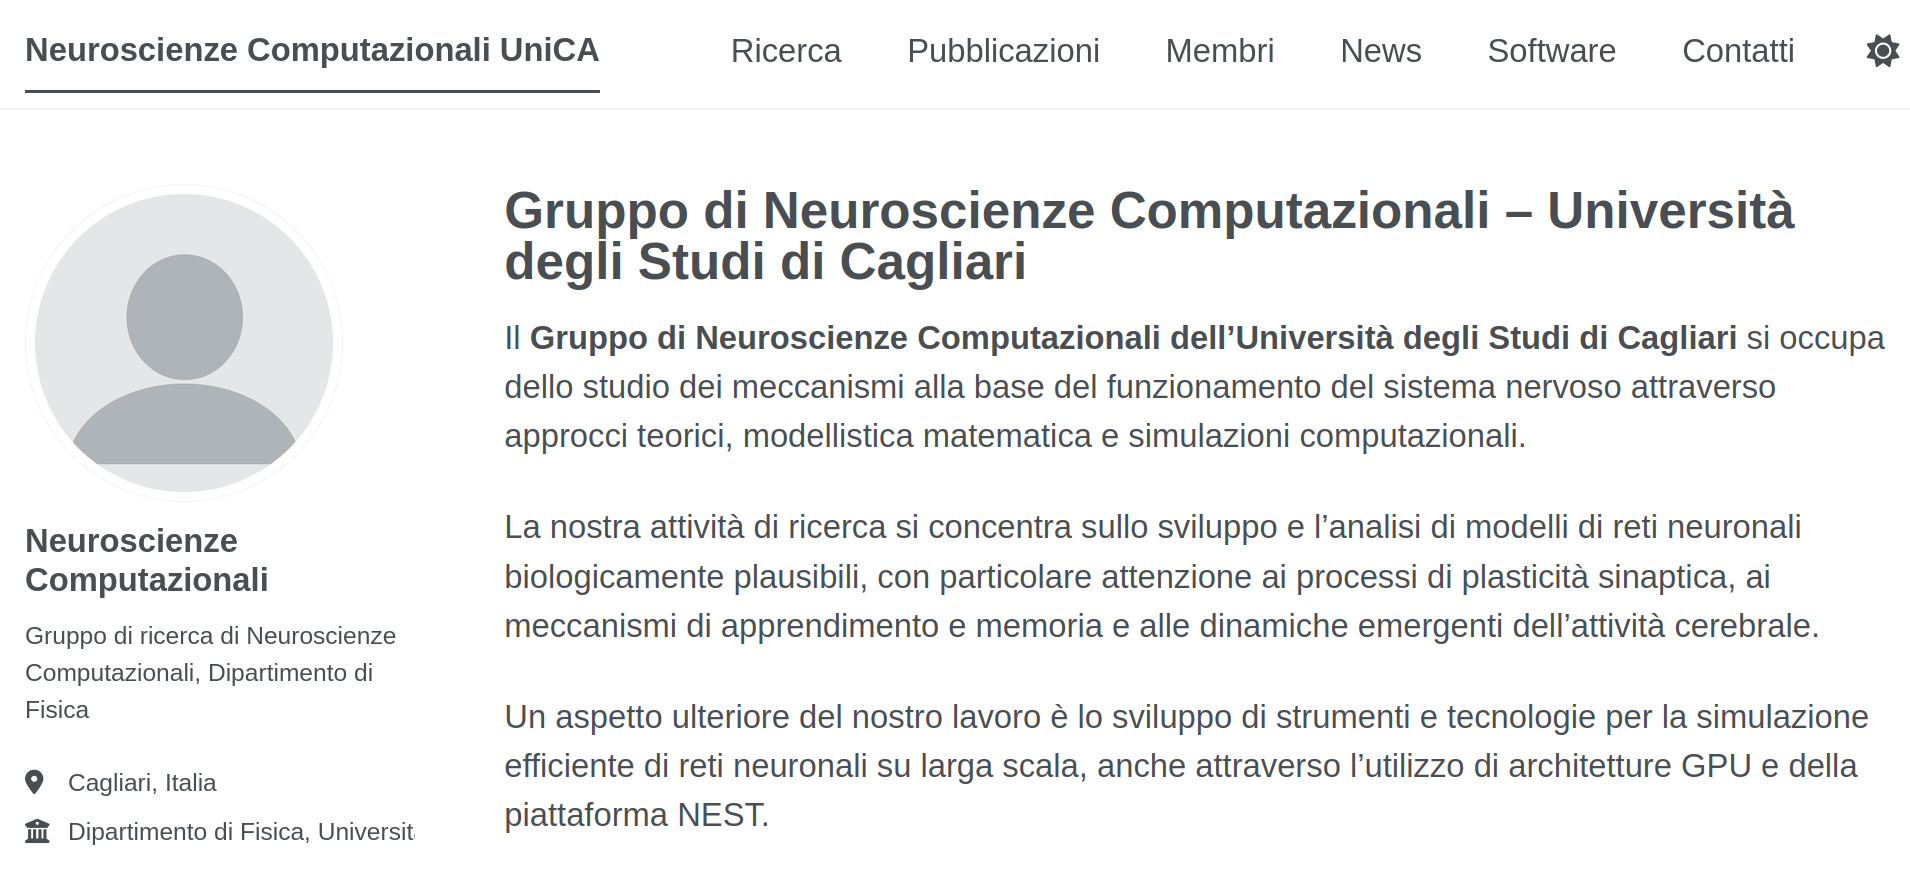 Neuroscienze Computazionali UniCA
Ricerca
Pubblicazioni
Membri
News
Software
Contatti
Neuroscienze
Computazionali
Gruppo di ricerca di Neuroscienze
Computazionali, Dipartimento di
Fisica
Cagliari, Italia
Dipartimento di Fisica,
Gruppo di Neuroscienze Computazionali – Università
degli Studi di Cagliari
Il Gruppo di Neuroscienze Computazionali dell’Università degli Studi di Cagliari si occupa
dello studio dei meccanismi alla base del funzionamento del sistema nervoso attraverso
approcci teorici, modellistica matematica e simulazioni computazionali.
La nostra attività di ricerca si concentra sullo sviluppo e l’analisi di modelli di reti neuronali
biologicamente plausibili, con particolare attenzione ai processi di plasticità sinaptica, ai
meccanismi di apprendimento e memoria e alle dinamiche emergenti dell’attività cerebrale.
Un aspetto ulteriore del nostro lavoro è lo sviluppo di strumenti e tecnologie per la simulazione
efficiente di reti neuronali su larga scala, anche attraverso l’utilizzo di architetture GPU e della
piattaforma NEST.